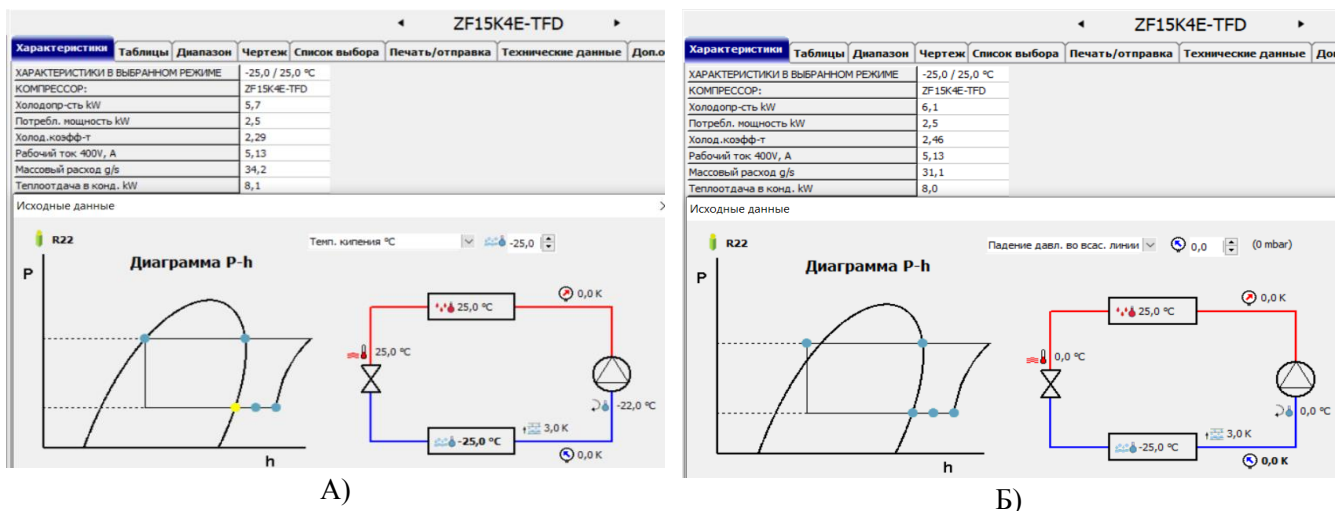 ZF15K4E-TFD
Характеристики Таблицы Диапазон Чертеж Список выбора Печать/отправка Технические данные Доп.о
ХАРАКТЕРИСТИКИ В ВЫБРАННОМ РЕЖИМЕ -25,0 / 25,0 °C
КОМПРЕССОР: ZF15K4E-TFD
Холодопр-сть kW 5,7
Потребл. мощность kW 2,5
Холод.коэфф-т 2,29
Рабочий ток 400V, A 5,13
Массовый расход g/s 34,2
Теплоотдача в конд. kW 8,1
Исходные данные
R22
Темп. кипения °C -25,0
Диаграмма P-h
P
h
0,0 K
25,0 °C
25,0 °C
-22,0 °C
3,0 K
-25,0 °C
0,0 K
А)
ZF15K4E-TFD
Характеристики Таблицы Диапазон Чертеж Список выбора Печать/отправка Технические данные До
ХАРАКТЕРИСТИКИ В ВЫБРАННОМ РЕЖИМЕ -25,0 / 25,0 °C
КОМПРЕССОР: ZF15K4E-TFD
Холодопр-сть kW 6,1
Потребл. мощность kW 2,5
Холод.коэфф-т 2,46
Рабочий ток 400V, A 5,13
Массовый расход g/s 31,1
Теплоотдача в конд. kW 8,0
Исходные данные
R22
Падение давл. во всас. линии 0,0 (0 mbar)
Диаграмма P-h
P
h
0,0 K
25,0 °C
0,0 °C
0,0 °C
3,0 K
-25,0 °C
0,0 K
Б)